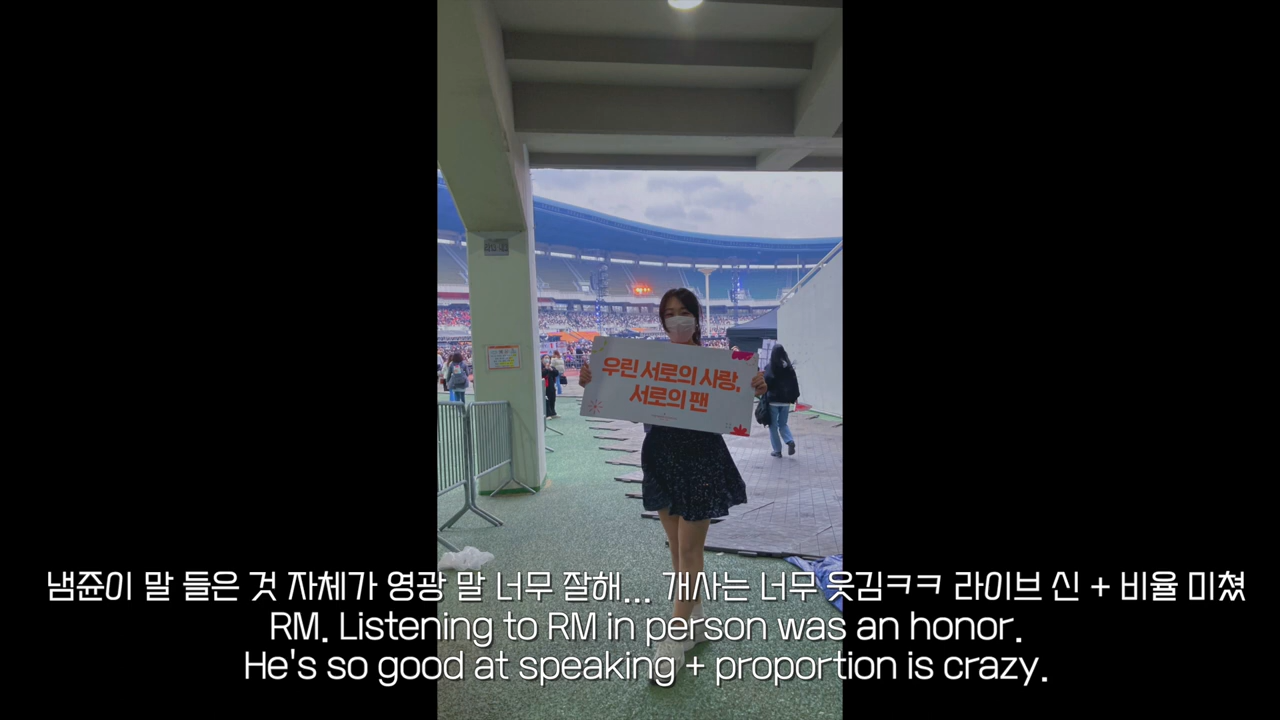 우린 서로의 사랑,
서로의 팬
냄쥰이 말 들은 것 자체가 영광 말 너무 잘해... 개사는 너무 웃김ㅋㅋ 라이브 신 + 비율 미쳤
RM. Listening to RM in person was an honor.
He's so good at speaking + proportion is crazy.